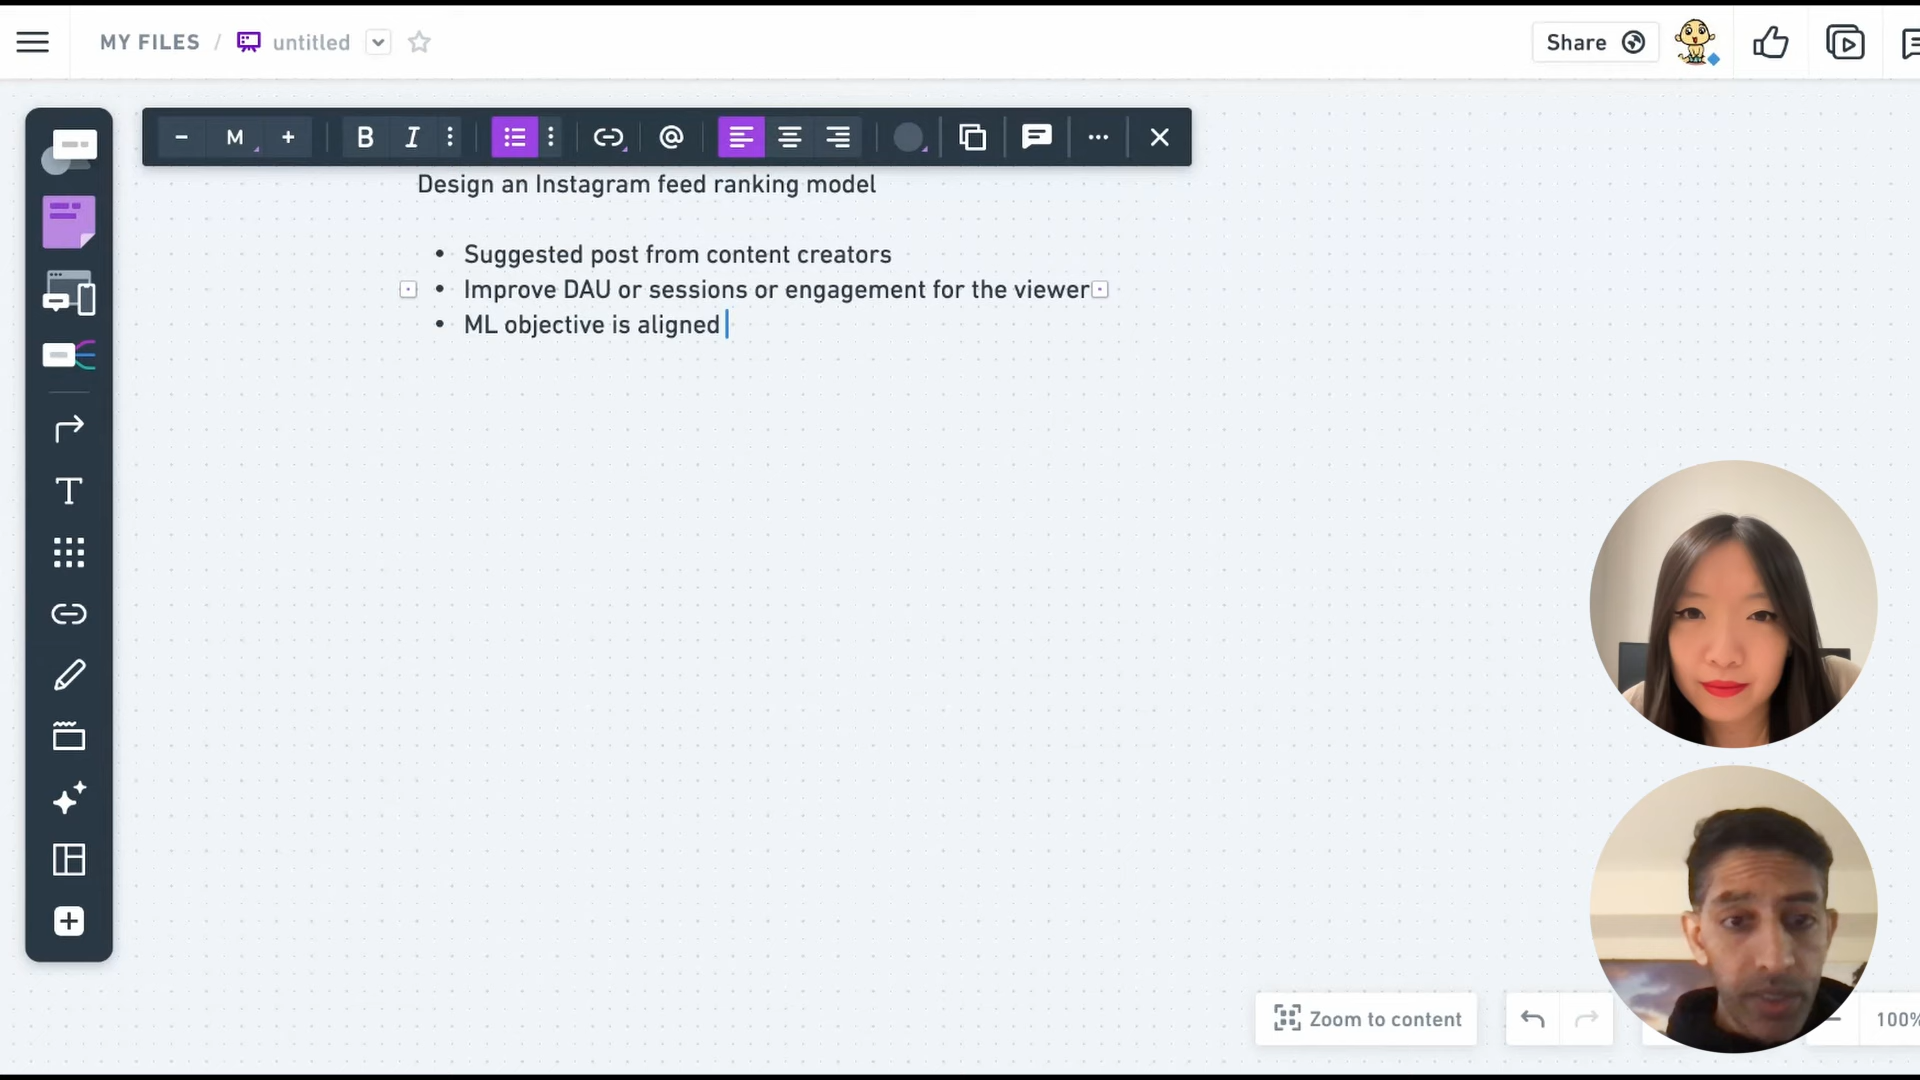 MY FILES / untitled
Share
M
B I @
Design an Instagram feed ranking model
• Suggested post from content creators
• Improve DAU or sessions or engagement for the viewer
• ML objective is aligned
T
Zoom to content
100%